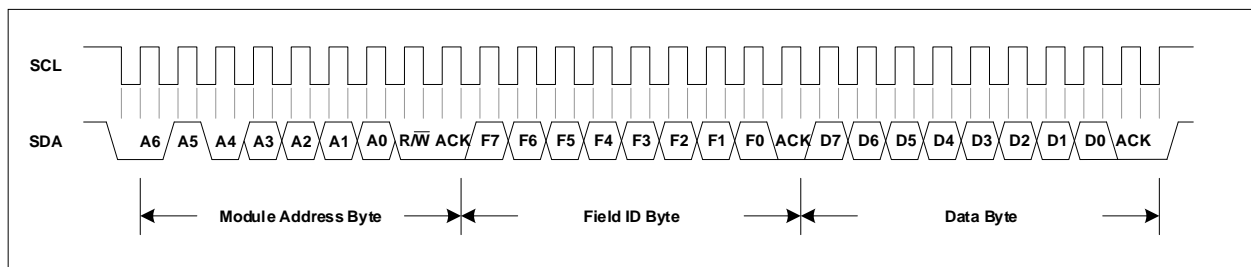 SCL
SDA A6 A5 A4 A3 A2 A1 A0 R/W̅ ACK F7 F6 F5 F4 F3 F2 F1 F0 ACK D7 D6 D5 D4 D3 D2 D1 D0 ACK
Module Address Byte Field ID Byte Data Byte